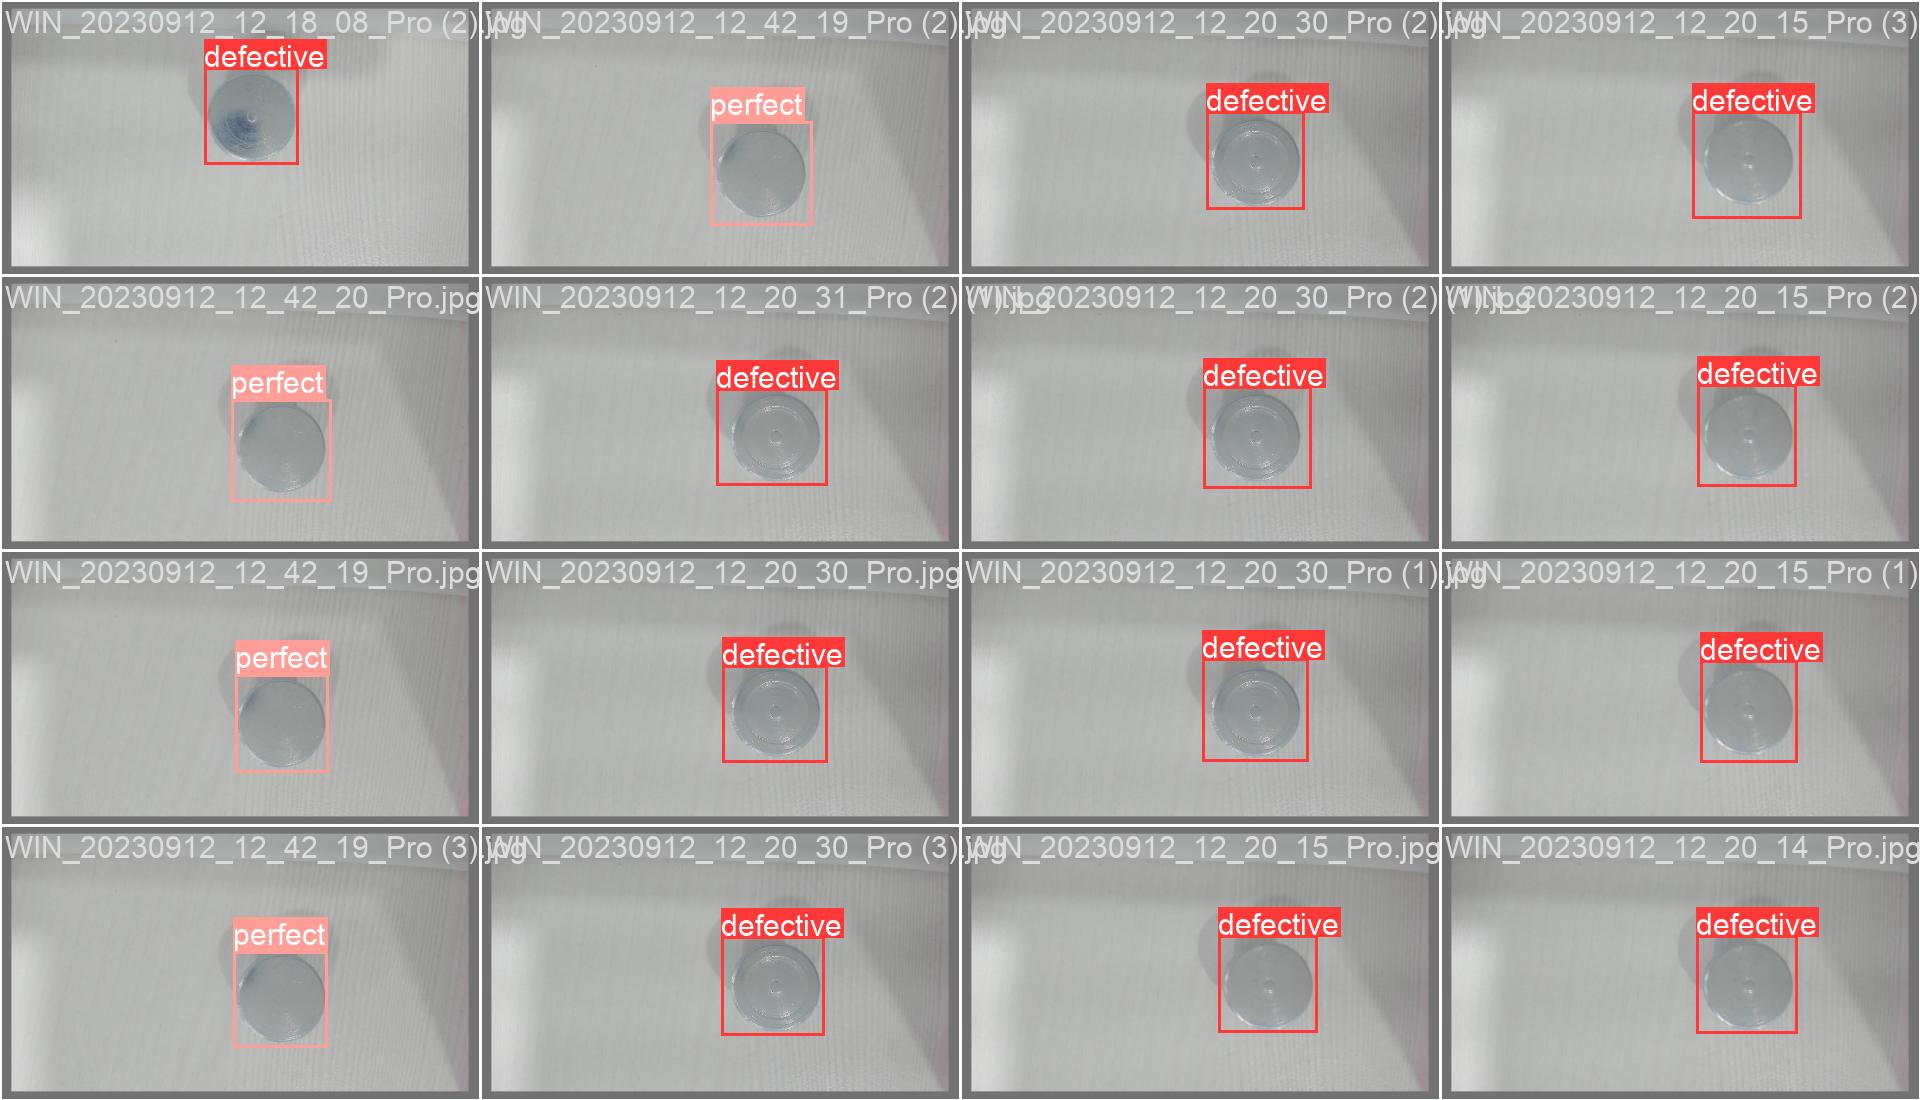 WIN_20230912_12_18_08_Pro (2).jpg
defective
WIN_20230912_12_42_19_Pro (2).jpg
perfect
WIN_20230912_12_20_30_Pro (2).jpg
defective
WIN_20230912_12_20_15_Pro (3)
defective
WIN_20230912_12_42_20_Pro.jpg
perfect
WIN_20230912_12_20_31_Pro (2) (1).jpg
defective
WIN_20230912_12_20_30_Pro (2) (1).jpg
defective
WIN_20230912_12_20_15_Pro (2)
defective
WIN_20230912_12_42_19_Pro.jpg
perfect
WIN_20230912_12_20_30_Pro.jpg
defective
WIN_20230912_12_20_30_Pro (1).jpg
defective
WIN_20230912_12_20_15_Pro (1)
defective
WIN_20230912_12_42_19_Pro (3).jpg
perfect
WIN_20230912_12_20_30_Pro (3).jpg
defective
WIN_20230912_12_20_15_Pro.jpg
defective
WIN_20230912_12_20_14_Pro.jpg
defective